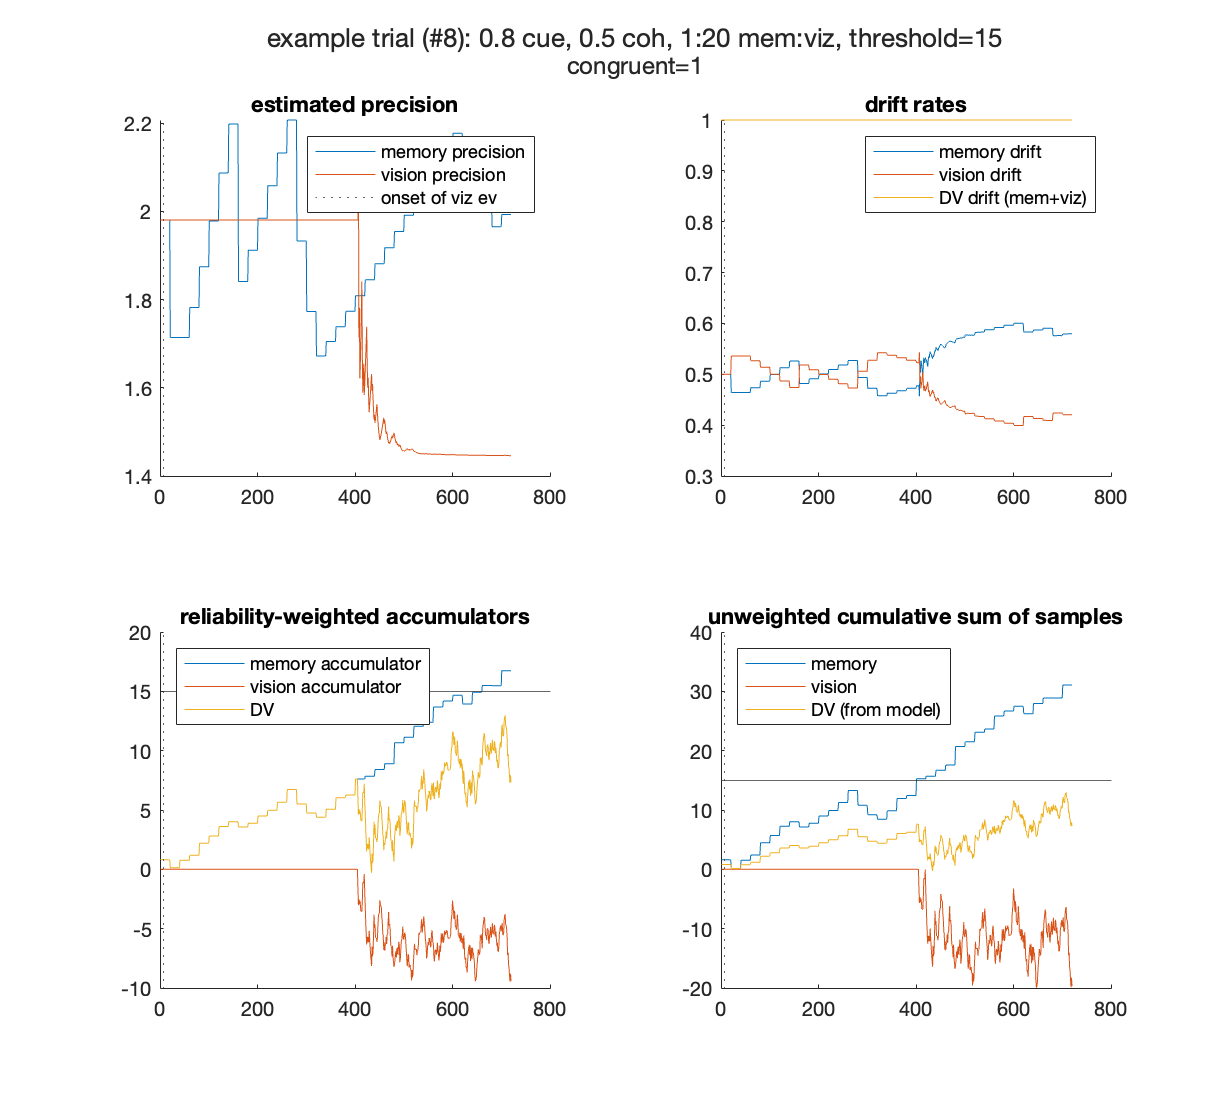 example trial (#8): 0.8 cue, 0.5 coh, 1:20 mem:viz, threshold=15
congruent=1
estimated precision
2.2
2
1.8
1.6
1.4
0
200
400
600
800
memory precision
vision precision
onset of viz ev
drift rates
1
0.9
0.8
0.7
0.6
0.5
0.4
0.3
0
200
400
600
800
memory drift
vision drift
DV drift (mem+viz)
reliability-weighted accumulators
20
15
10
5
0
-5
-10
0
200
400
600
800
memory accumulator
vision accumulator
DV
unweighted cumulative sum of samples
40
30
20
10
0
-10
-20
0
200
400
600
800
memory
vision
DV (from model)